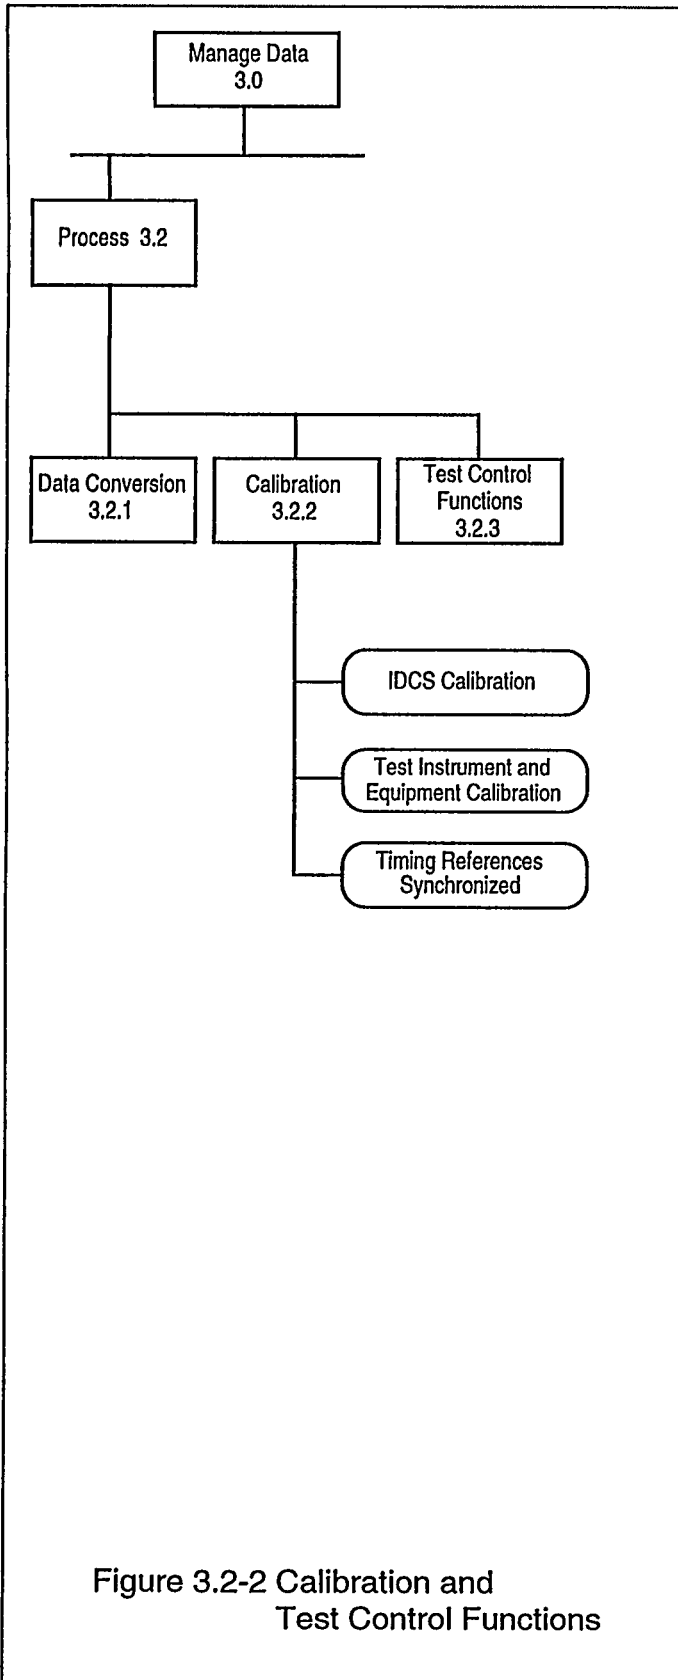 Manage Data
3.0
Process 3.2
Data Conversion
3.2.1
Calibration
3.2.2
Test Control
Functions
3.2.3
IDCS Calibration
Test Instrument and
Equipment Calibration
Timing References
Synchronized
Figure 3.2-2 Calibration and
Test Control Functions